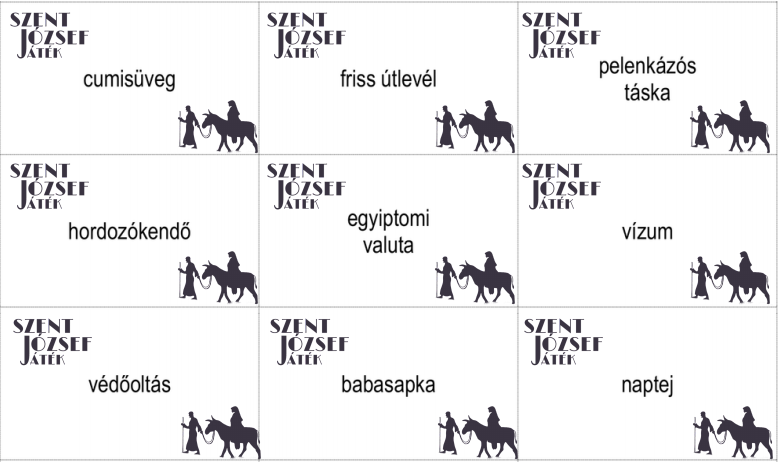 SZENT
JÓZSEF
JÁTÉK
cumisüveg
SZENT
JÓZSEF
JÁTÉK
friss útlevél
SZENT
JÓZSEF
JÁTÉK
pelenkázós
táska
SZENT
JÓZSEF
JÁTÉK
hordozókendő
SZENT
JÓZSEF
JÁTÉK
egyiptomi
valuta
SZENT
JÓZSEF
JÁTÉK
vízum
SZENT
JÓZSEF
JÁTÉK
védőoltás
SZENT
JÓZSEF
JÁTÉK
babasapka
SZENT
JÓZSEF
JÁTÉK
naptej